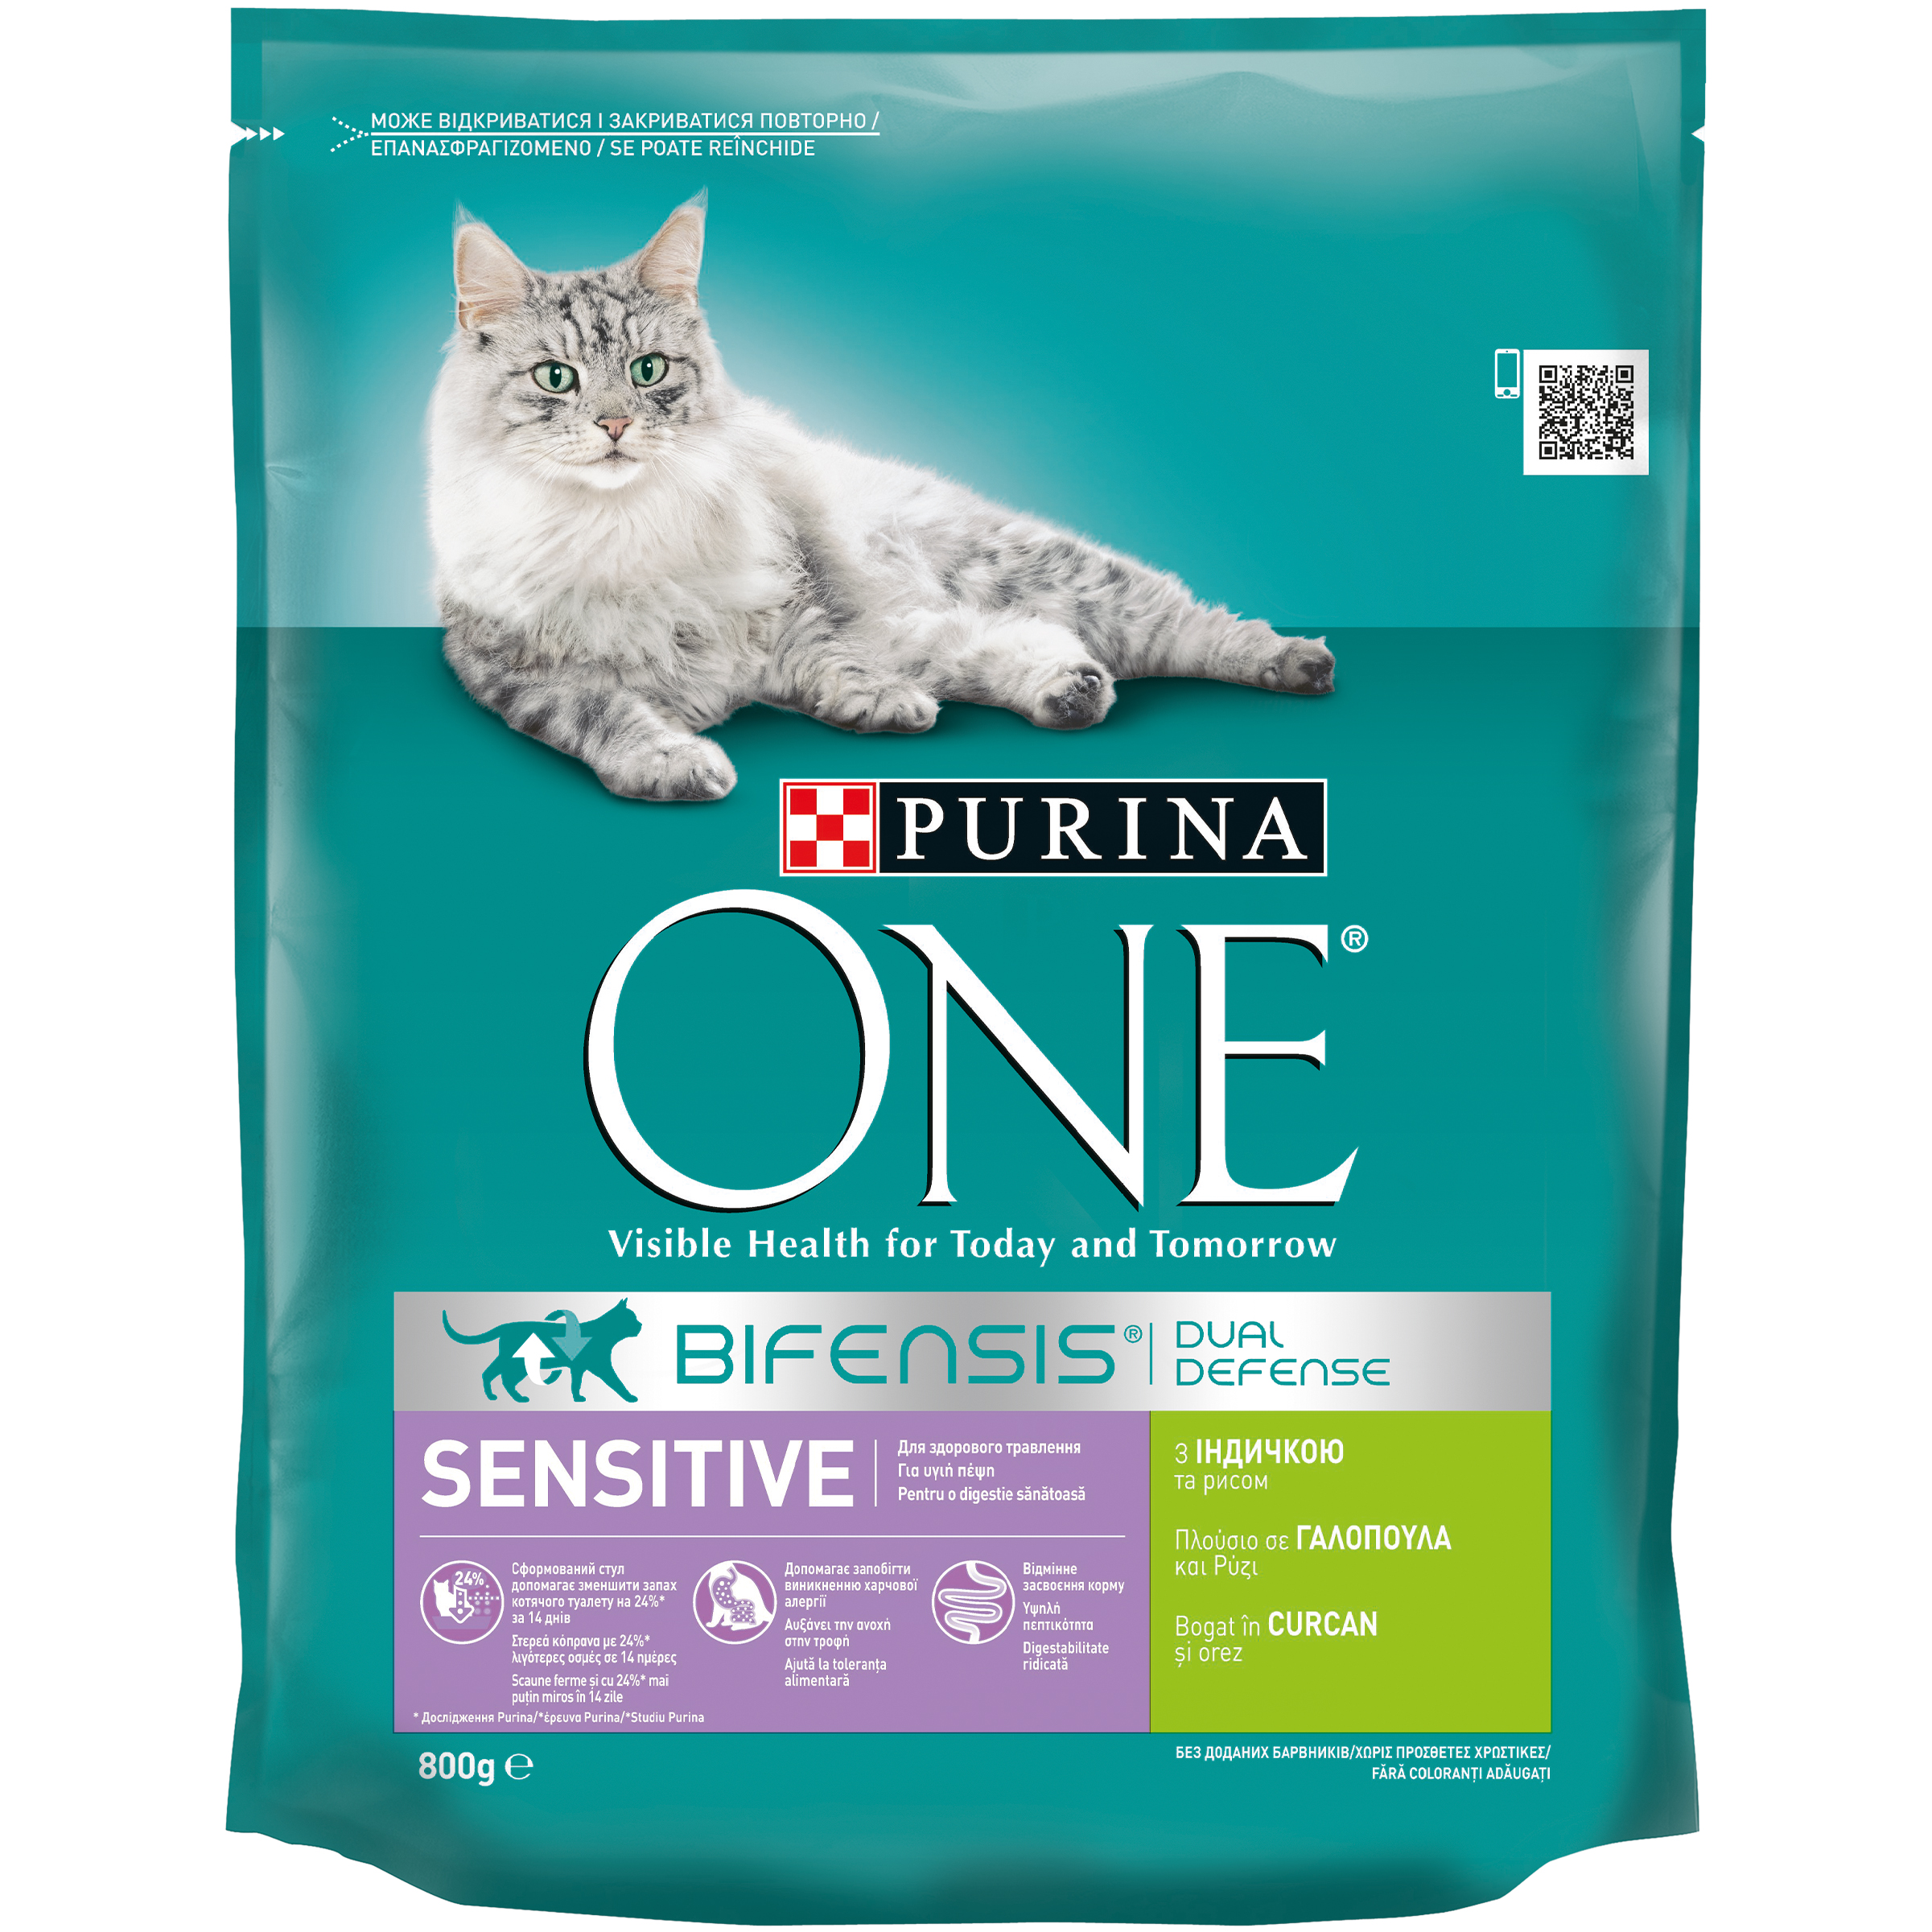 МОЖЕ ВІДКРИВАТИСЯ І ЗАКРИВАТИСЯ ПОВТОРНО /
ΕΠΑΝΑΣΦΡΑΓΙΖΟΜΕΝΟ / SE POATE REÎNCHIDE
PURINA
ONE®
Visible Health for Today and Tomorrow
BIFENSIS®
DUAL
DEFENSE
SENSITIVE
Для здорового травлення
Για υγιή πέψη
Pentru o digestie sănătoasă
24%
Сформований стул
допомагає зменшити запах
котячого туалету на 24%*
за 14 днів
Στερεά κόπρανα με 24%*
λιγότερες οσμές σε 14 ημέρες
Scaune ferme și cu 24%* mai
puțin miros în 14 zile
Допомагає запобігти
виникненню харчової
алергії
Αυξάνει την ανοχή
στην τροφή
Ajută la toleranța
alimentară
Відмінне
засвоєння корму
Υψηλή
πεπτικότητα
Digestabilitate
ridicată
* Дослідження Purina/*έρευνα Purina/*Studiu Purina
з ІНДИЧКОЮ
та рисом
Πλούσιο σε ΓΑΛΟΠΟΥΛΑ
και Ρύζι
Bogat în CURCAN
și orez
800g ℮
БЕЗ ДОДАНИХ БАРВНИКІВ/ΧΩΡΙΣ ΠΡΟΣΘΕΤΕΣ ΧΡΩΣΤΙΚΕΣ/
FĂRĂ COLORANȚI ADĂUGAȚI